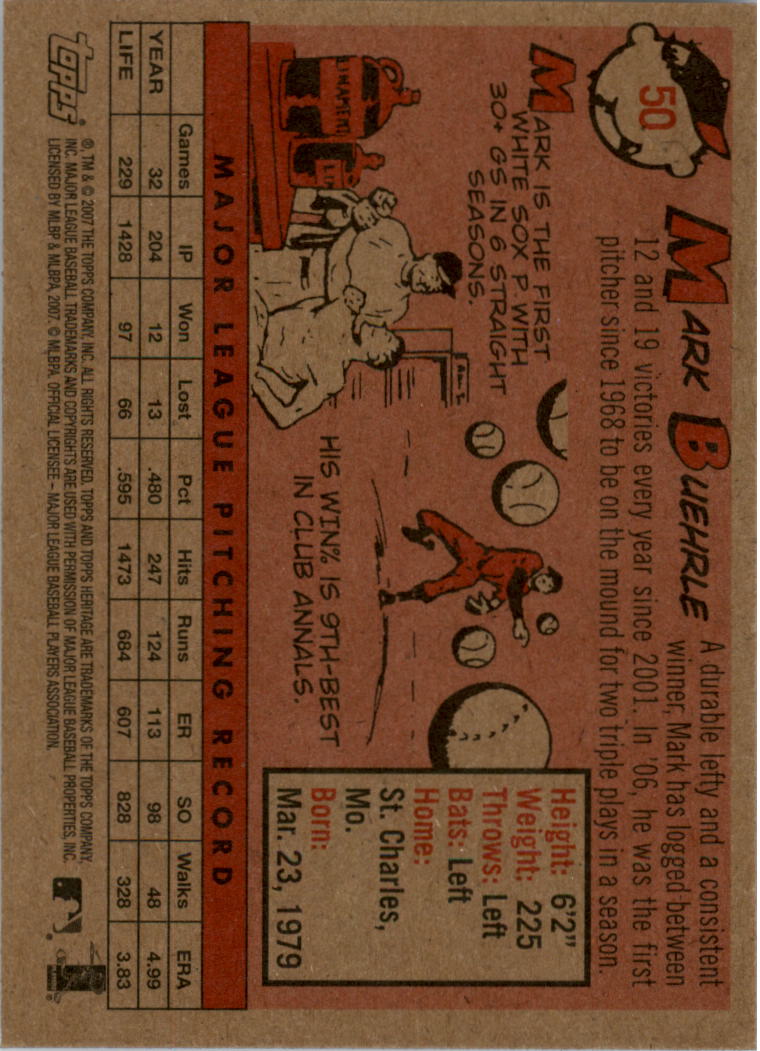 50
MARK BUEHRLE
A durable lefty and a consistent
winner, Mark has logged between
12 and 19 victories every year since 2001. In '06, he was the first
pitcher since 1968 to be on the mound for two triple plays in a season.
MARK IS THE FIRST
WHITE SOX P WITH
30+ GS IN 6 STRAIGHT
SEASONS.
LINAMENT
LI
HIS WIN% IS 9TH-BEST
IN CLUB ANNALS.
Height: 6'2"
Weight: 225
Throws: Left
Bats: Left
Home:
St. Charles,
Mo.
Born:
Mar. 23, 1979
MAJOR LEAGUE PITCHING RECORD
Games IP Won Lost Pct Hits Runs ER SO Walks ERA
YEAR 32 204 12 13 .480 247 124 113 98 48 4.99
LIFE 229 1428 97 66 .595 1473 684 607 828 328 3.83
topps®
®, TM & © 2007 THE TOPPS COMPANY, INC. ALL RIGHTS RESERVED. TOPPS AND TOPPS HERITAGE ARE TRADEMARKS OF THE TOPPS COMPANY,
INC. MAJOR LEAGUE BASEBALL TRADEMARKS AND COPYRIGHTS ARE USED WITH PERMISSION OF MAJOR LEAGUE BASEBALL PROPERTIES, INC.
LICENSED BY MLBP & MLBPA, 2007. © MLBPA. OFFICIAL LICENSEE – MAJOR LEAGUE BASEBALL PLAYERS ASSOCIATION.